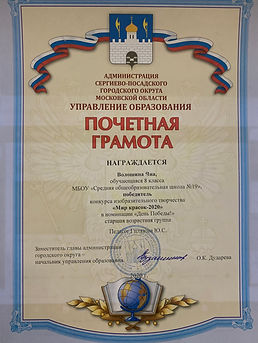 АДМИНИСТРАЦИЯ
СЕРГИЕВО-ПОСАДСКОГО
ГОРОДСКОГО ОКРУГА
МОСКОВСКОЙ ОБЛАСТИ
УПРАВЛЕНИЕ ОБРАЗОВАНИЯ
ПОЧЕТНАЯ
ГРАМОТА
НАГРАЖДАЕТСЯ
Волошина
обучающаяся 8 класса
МБОУ «Средняя общеобразовательная школа №19»,
победитель
конкурса изобразительного творчества
«Мир красок-2020»
в номинации «День Победы!»
старшая возрастная группа
Педагог Ю.С.
Заместитель главы администрации
городского округа -
начальник управления образования
О.К. Дударева